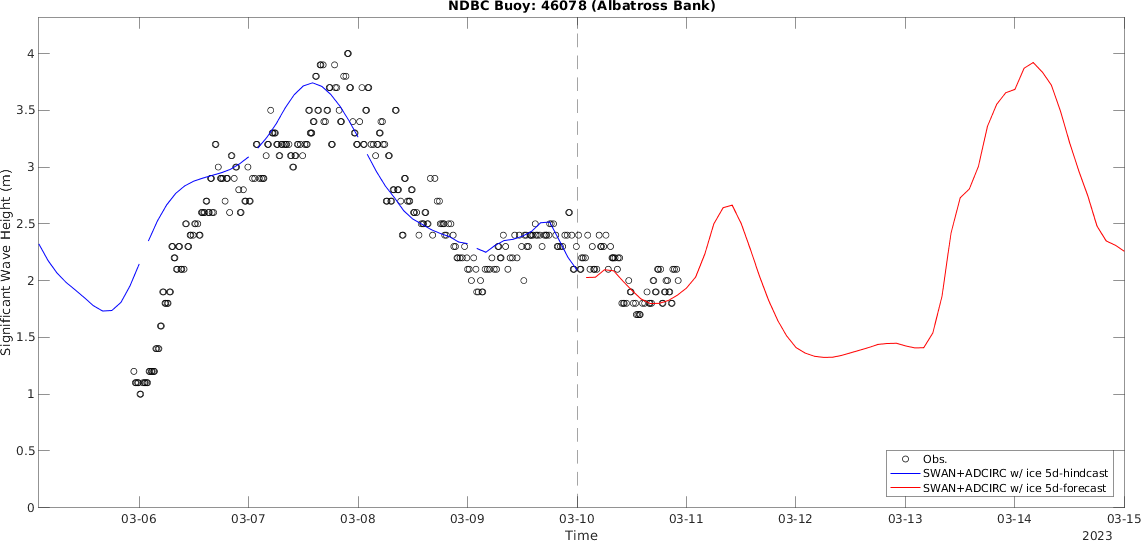 NDBC Buoy: 46078 (Albatross Bank)
Significant Wave Height (m)
4
3.5
3
2.5
2
1.5
1
0.5
0
Obs.
SWAN+ADCIRC w/ ice 5d-hindcast
SWAN+ADCIRC w/ ice 5d-forecast
03-06 03-07 03-08 03-09 03-10 03-11 03-12 03-13 03-14 03-15
Time
2023